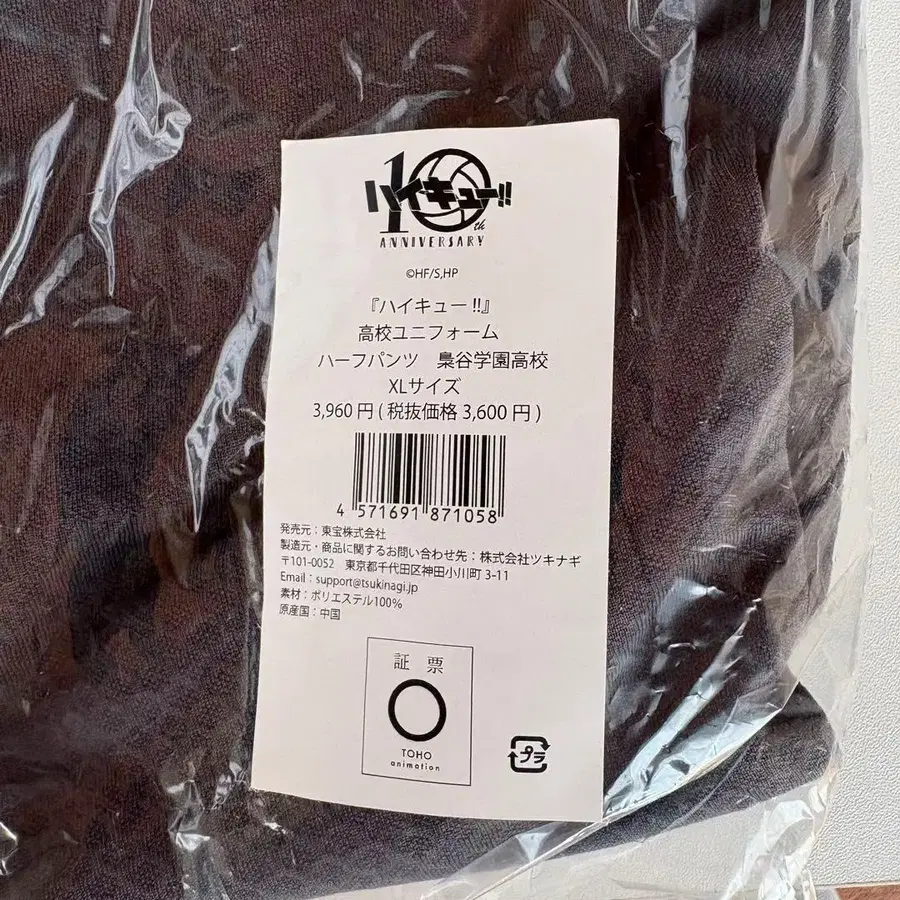 10th
ハイキュー!!
ANNIVERSARY
©HF/S,HP
『ハイキュー!!』
高校ユニフォーム
ハーフパンツ　梟谷学園高校
XLサイズ
3,960円(税抜価格3,600円)
4 571691 871058
発売元：東宝株式会社
製造元・商品に関するお問い合わせ先：株式会社ツキナギ
〒101-0052　東京都千代田区神田小川町3-11
Email：support@tsukinagi.jp
素材：ポリエステル100%
原産国：中国
証 票
TOHO
animation
プラ